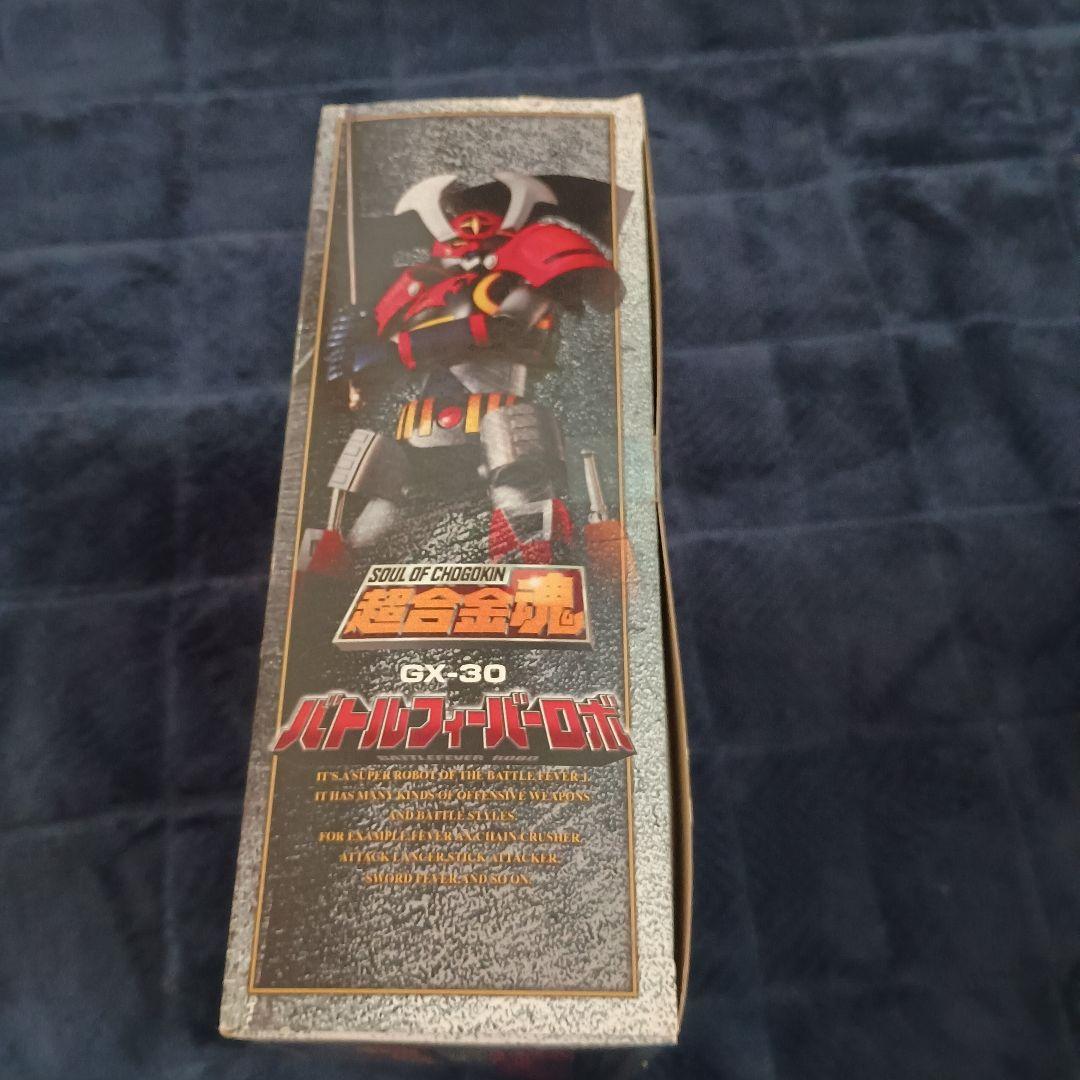 SOUL OF CHOGOKIN
超合金魂
GX-30
バトルフィーバーロボ
BATTLEFEVER ROBO
IT'S A SUPER ROBOT OF THE BATTLE FEVER J.
IT HAS MANY KINDS OF OFFENSIVE WEAPONS
AND BATTLE STYLES.
FOR EXAMPLE,FEVER AX,CHAIN CRUSHER,
ATTACK LANCER,STICK ATTACKER,
SWORD FEVER,AND SO ON.